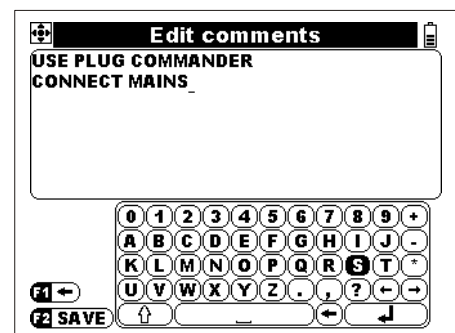 Edit comments
USE PLUG COMMANDER
CONNECT MAINS_
0 1 2 3 4 5 6 7 8 9 +
A B C D E F G H I J -
K L M N O P Q R S T *
F1 ← U V W X Y Z . , ? ← →
F2 SAVE ⇧ ⎵ ← ↵